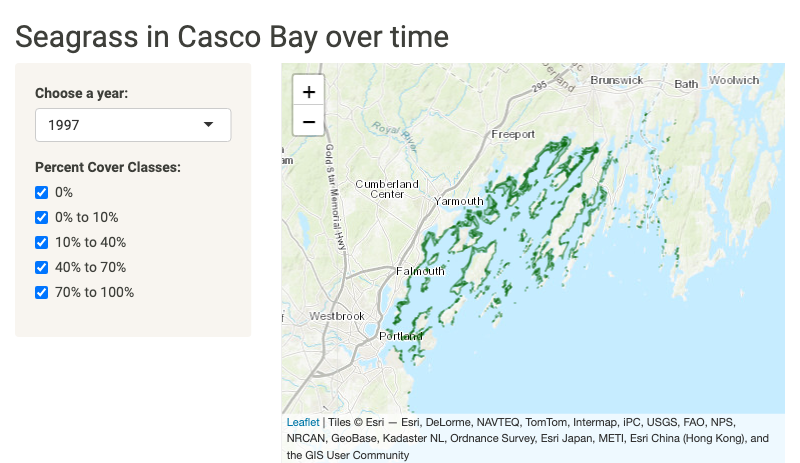 Seagrass in Casco Bay over time
Choose a year:
1997
Percent Cover Classes:
0%
0% to 10%
10% to 40%
40% to 70%
70% to 100%
+
−
295
Brunswick
Bath
Woolwich
Royal River
Freeport
am
Gold Star Memorial Hwy
Cumberland
Center
Yarmouth
Falmouth
Westbrook
Portland
Leaflet | Tiles © Esri — Esri, DeLorme, NAVTEQ, TomTom, Intermap, iPC, USGS, FAO, NPS,
NRCAN, GeoBase, Kadaster NL, Ordnance Survey, Esri Japan, METI, Esri China (Hong Kong), and
the GIS User Community